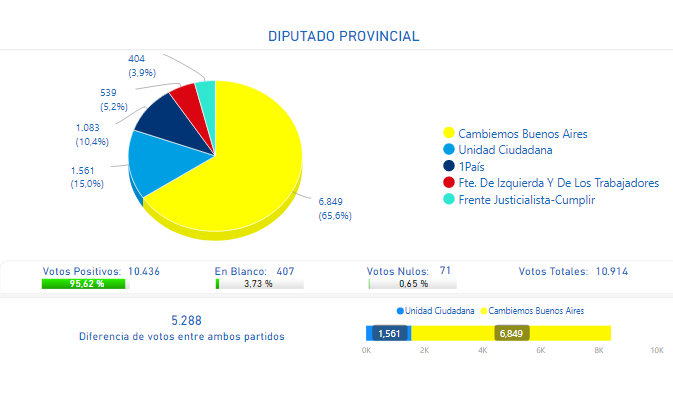 DIPUTADO PROVINCIAL
404
(3,9%)
539
(5,2%)
1.083
(10,4%)
1.561
(15,0%)
6.849
(65,6%)
Cambiemos Buenos Aires
Unidad Ciudadana
1País
Fte. De Izquierda Y De Los Trabajadores
Frente Justicialista-Cumplir
Votos Positivos: 10.436
95,62 %
En Blanco: 407
3,73 %
Votos Nulos: 71
0,65 %
Votos Totales: 10.914
5.288
Diferencia de votos entre ambos partidos
Unidad Ciudadana Cambiemos Buenos Aires
1,561 6,849
0K 2K 4K 6K 8K 10K